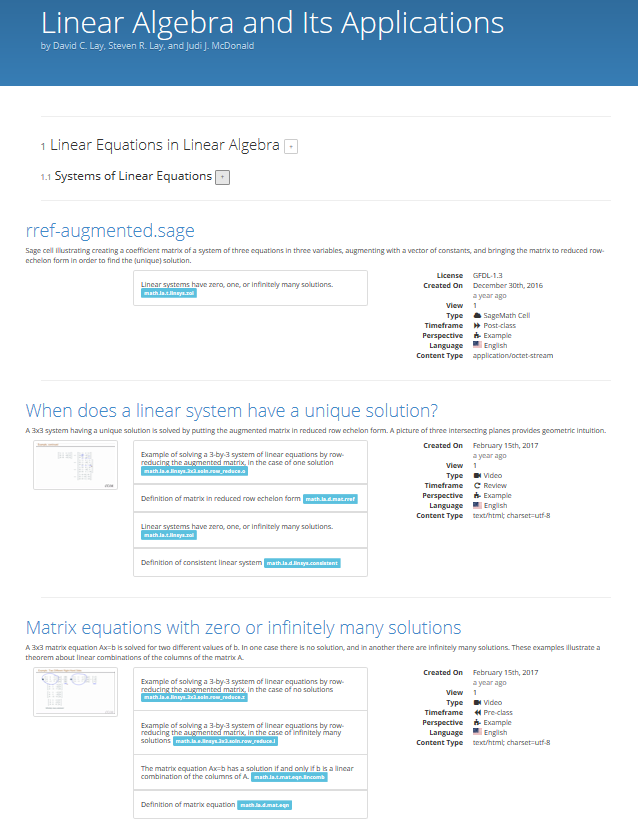 Linear Algebra and Its Applications
by David C. Lay, Steven R. Lay, and Judi J. McDonald
1 Linear Equations in Linear Algebra
1.1 Systems of Linear Equations
rref-augmented.sage
Sage cell illustrating creating a coefficient matrix of a system of three equations in three variables, augmenting with a vector of constants, and bringing the matrix to reduced row-
echelon form in order to find the (unique) solution.
Linear systems have zero, one, or infinitely many solutions.
math.la.t.linsys.zoi
License GFDL-1.3
Created On December 30th, 2016
a year ago
View 1
Type SageMath Cell
Timeframe Post-class
Perspective Example
Language English
Content Type application/octet-stream
When does a linear system have a unique solution?
A 3x3 system having a unique solution is solved by putting the augmented matrix in reduced row echelon form. A picture of three intersecting planes provides geometric intuition.
Example of solving a 3-by-3 system of linear equations by row-
reducing the augmented matrix, in the case of one solution
math.la.e.linsys.3x3.soln.row_reduce.o
Definition of matrix in reduced row echelon form math.la.d.mat.rref
Linear systems have zero, one, or infinitely many solutions.
math.la.t.linsys.zoi
Definition of consistent linear system math.la.d.linsys.consistent
Created On February 15th, 2017
a year ago
View 1
Type Video
Timeframe Review
Perspective Example
Language English
Content Type text/html; charset=utf-8
Matrix equations with zero or infinitely many solutions
A 3x3 matrix equation Ax=b is solved for two different values of b. In one case there is no solution, and in another there are infinitely many solutions. These examples illustrate a
theorem about linear combinations of the columns of the matrix A.
Example of solving a 3-by-3 system of linear equations by row-
reducing the augmented matrix, in the case of no solutions
math.la.e.linsys.3x3.soln.row_reduce.z
Example of solving a 3-by-3 system of linear equations by row-
reducing the augmented matrix, in the case of infinitely many
solutions math.la.e.linsys.3x3.soln.row_reduce.i
The matrix equation Ax=b has a solution if and only if b is a linear
combination of the columns of A. math.la.t.mat.eqn.lincomb
Definition of matrix equation math.la.d.mat.eqn
Created On February 15th, 2017
a year ago
View 1
Type Video
Timeframe Pre-class
Perspective Example
Language English
Content Type text/html; charset=utf-8